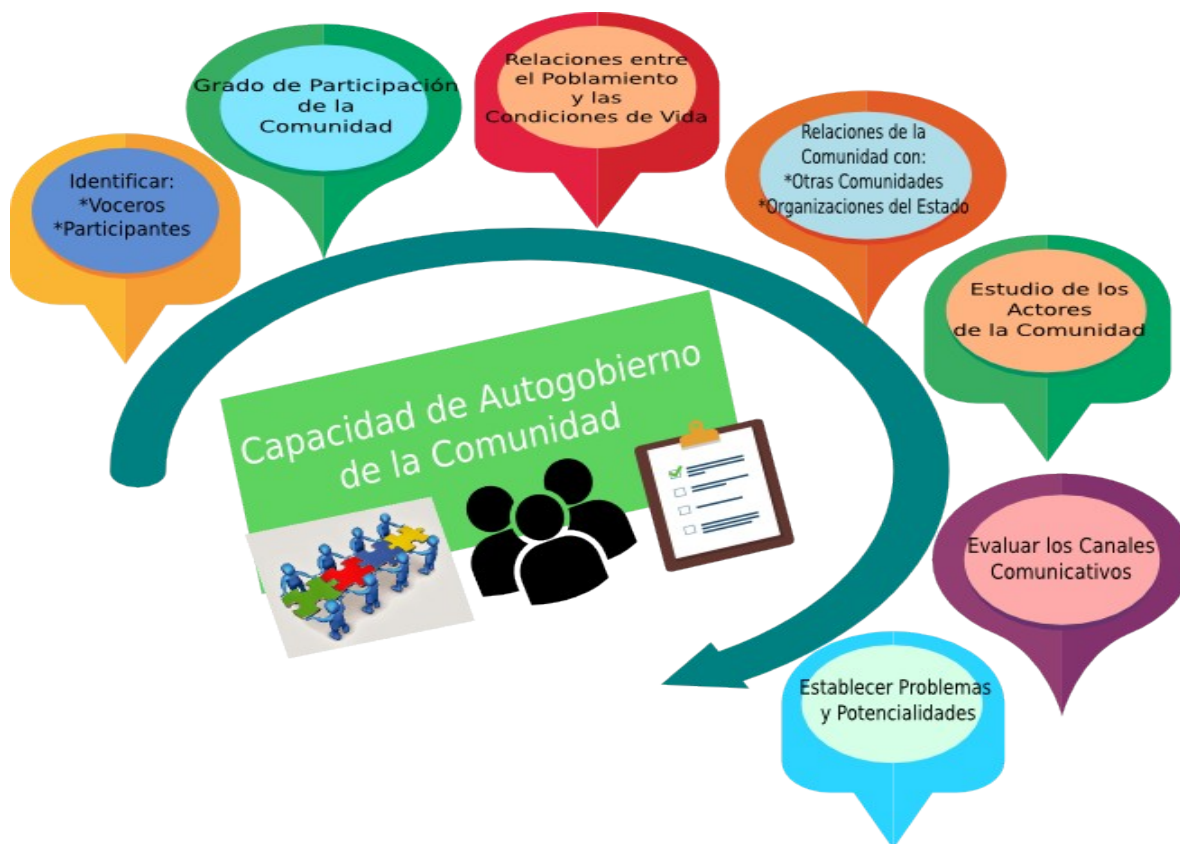 Identificar:
*Voceros
*Participantes
Grado de Participación
de la
Comunidad
Relaciones entre
el Poblamiento
y las
Condiciones de Vida
Relaciones de la
Comunidad con:
*Otras Comunidades
*Organizaciones del Estado
Estudio de los
Actores
de la Comunidad
Evaluar los Canales
Comunicativos
Establecer Problemas
y Potencialidades
Capacidad de Autogobierno
de la Comunidad